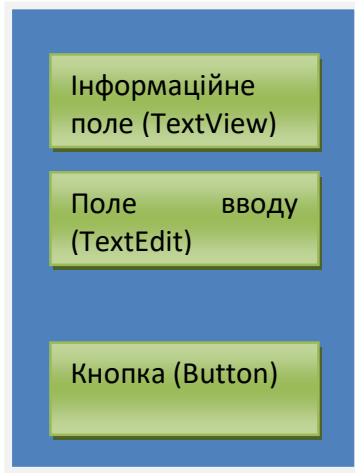 Інформаційне
поле (TextView)
Поле вводу
(TextEdit)
Кнопка (Button)